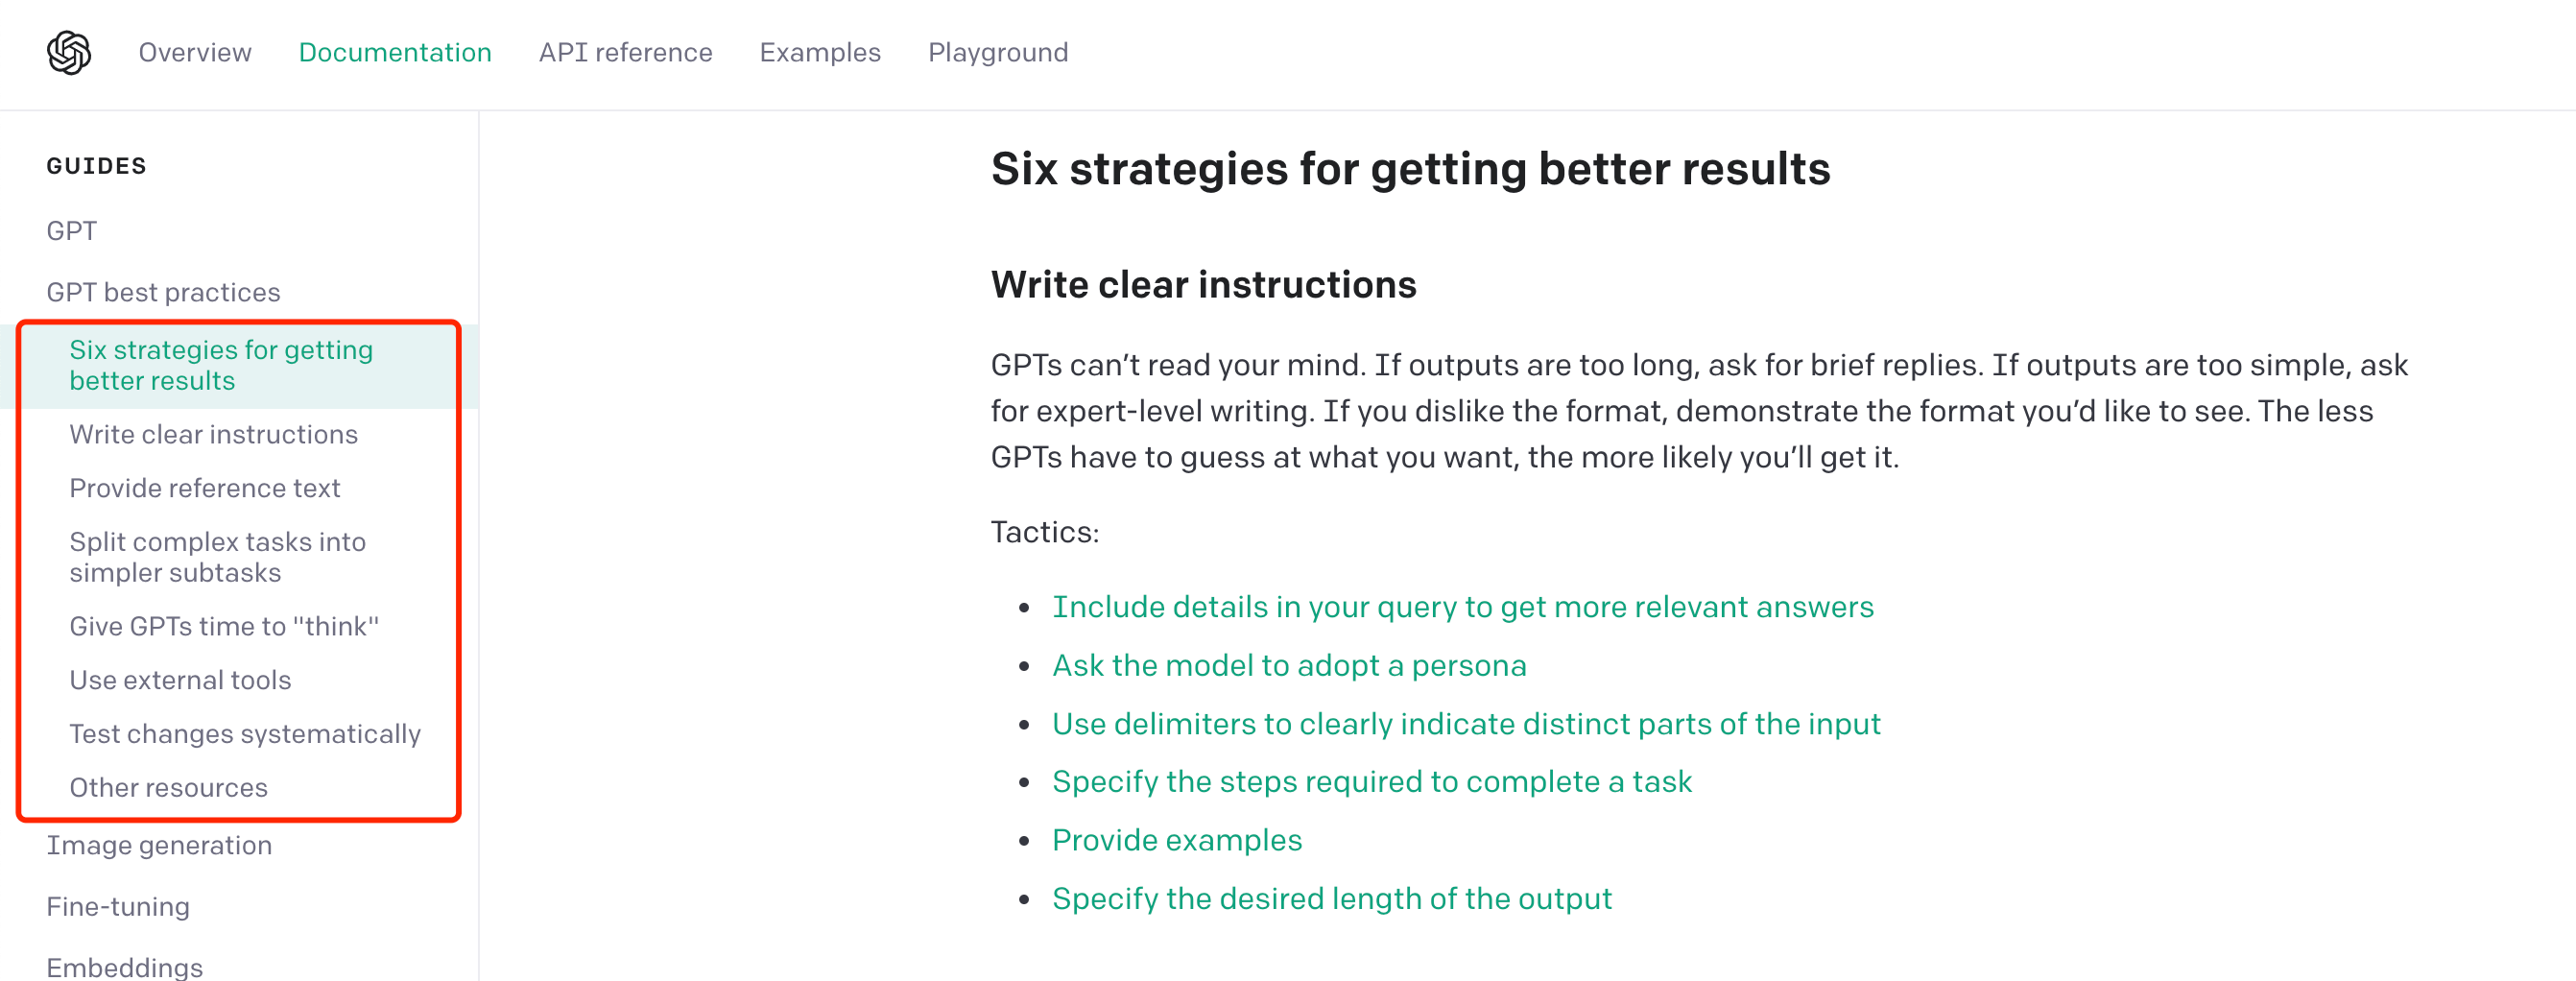 Overview Documentation API reference Examples Playground
GUIDES
GPT
GPT best practices
Six strategies for getting
better results
Write clear instructions
Provide reference text
Split complex tasks into
simpler subtasks
Give GPTs time to "think"
Use external tools
Test changes systematically
Other resources
Image generation
Fine-tuning
Embeddings
Six strategies for getting better results
Write clear instructions
GPTs can’t read your mind. If outputs are too long, ask for brief replies. If outputs are too simple, ask
for expert-level writing. If you dislike the format, demonstrate the format you’d like to see. The less
GPTs have to guess at what you want, the more likely you’ll get it.
Tactics:
• Include details in your query to get more relevant answers
• Ask the model to adopt a persona
• Use delimiters to clearly indicate distinct parts of the input
• Specify the steps required to complete a task
• Provide examples
• Specify the desired length of the output